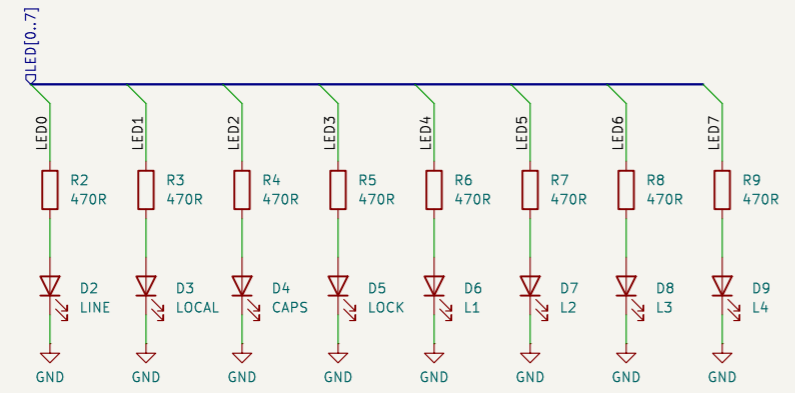 LED[0..7]
LED0 LED1 LED2 LED3 LED4 LED5 LED6 LED7
R2 R3 R4 R5 R6 R7 R8 R9
470R 470R 470R 470R 470R 470R 470R 470R
D2 D3 D4 D5 D6 D7 D8 D9
LINE LOCAL CAPS LOCK L1 L2 L3 L4
GND GND GND GND GND GND GND GND